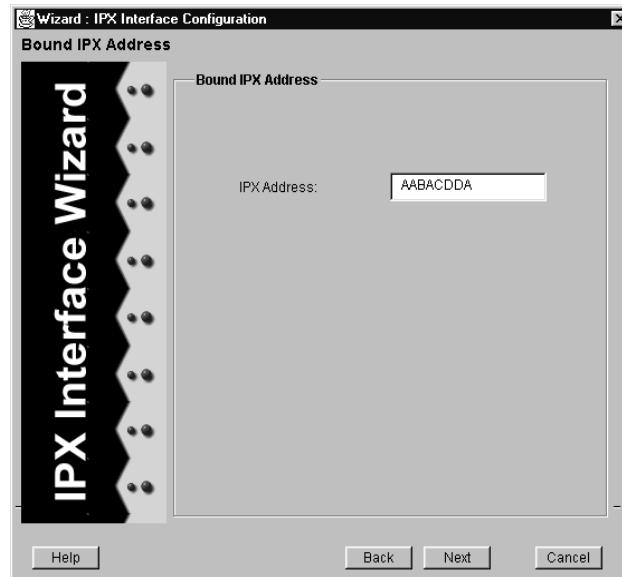 Wizard : IPX Interface Configuration
Bound IPX Address
IPX Interface Wizard
Bound IPX Address
IPX Address: AABACDDA
Help Back Next Cancel